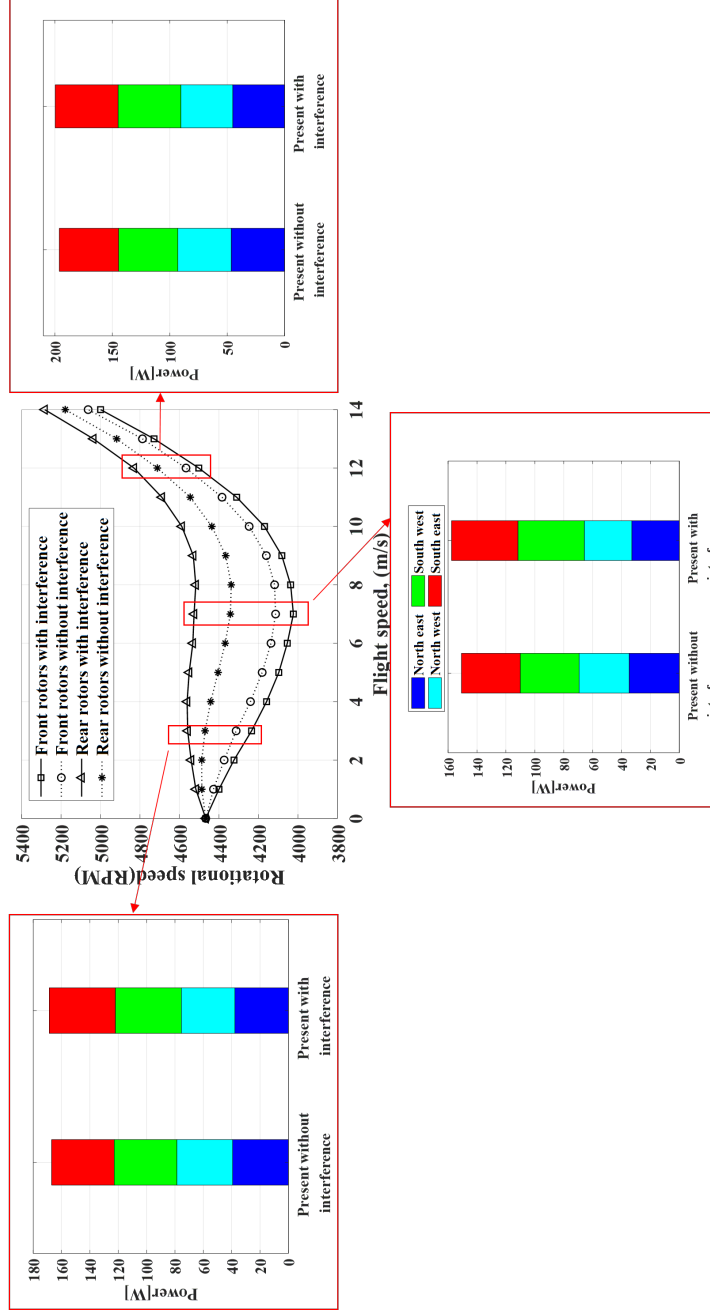 180
160
140
120
100
80
60
40
20
0
Power[W]
Present without
interference
Present with
interference
5400
5200
5000
4800
4600
4400
4200
4000
3800
Rotational speed(RPM)
Front rotors with interference
Front rotors without interference
Rear rotors with interference
Rear rotors without interference
0 2 4 6 8 10 12 14
Flight speed, (m/s)
200
150
100
50
0
Power[W]
Present without
interference
Present with
interference
160
140
120
100
80
60
40
20
0
Power[W]
North east South west
North west South east
Present without
Present with